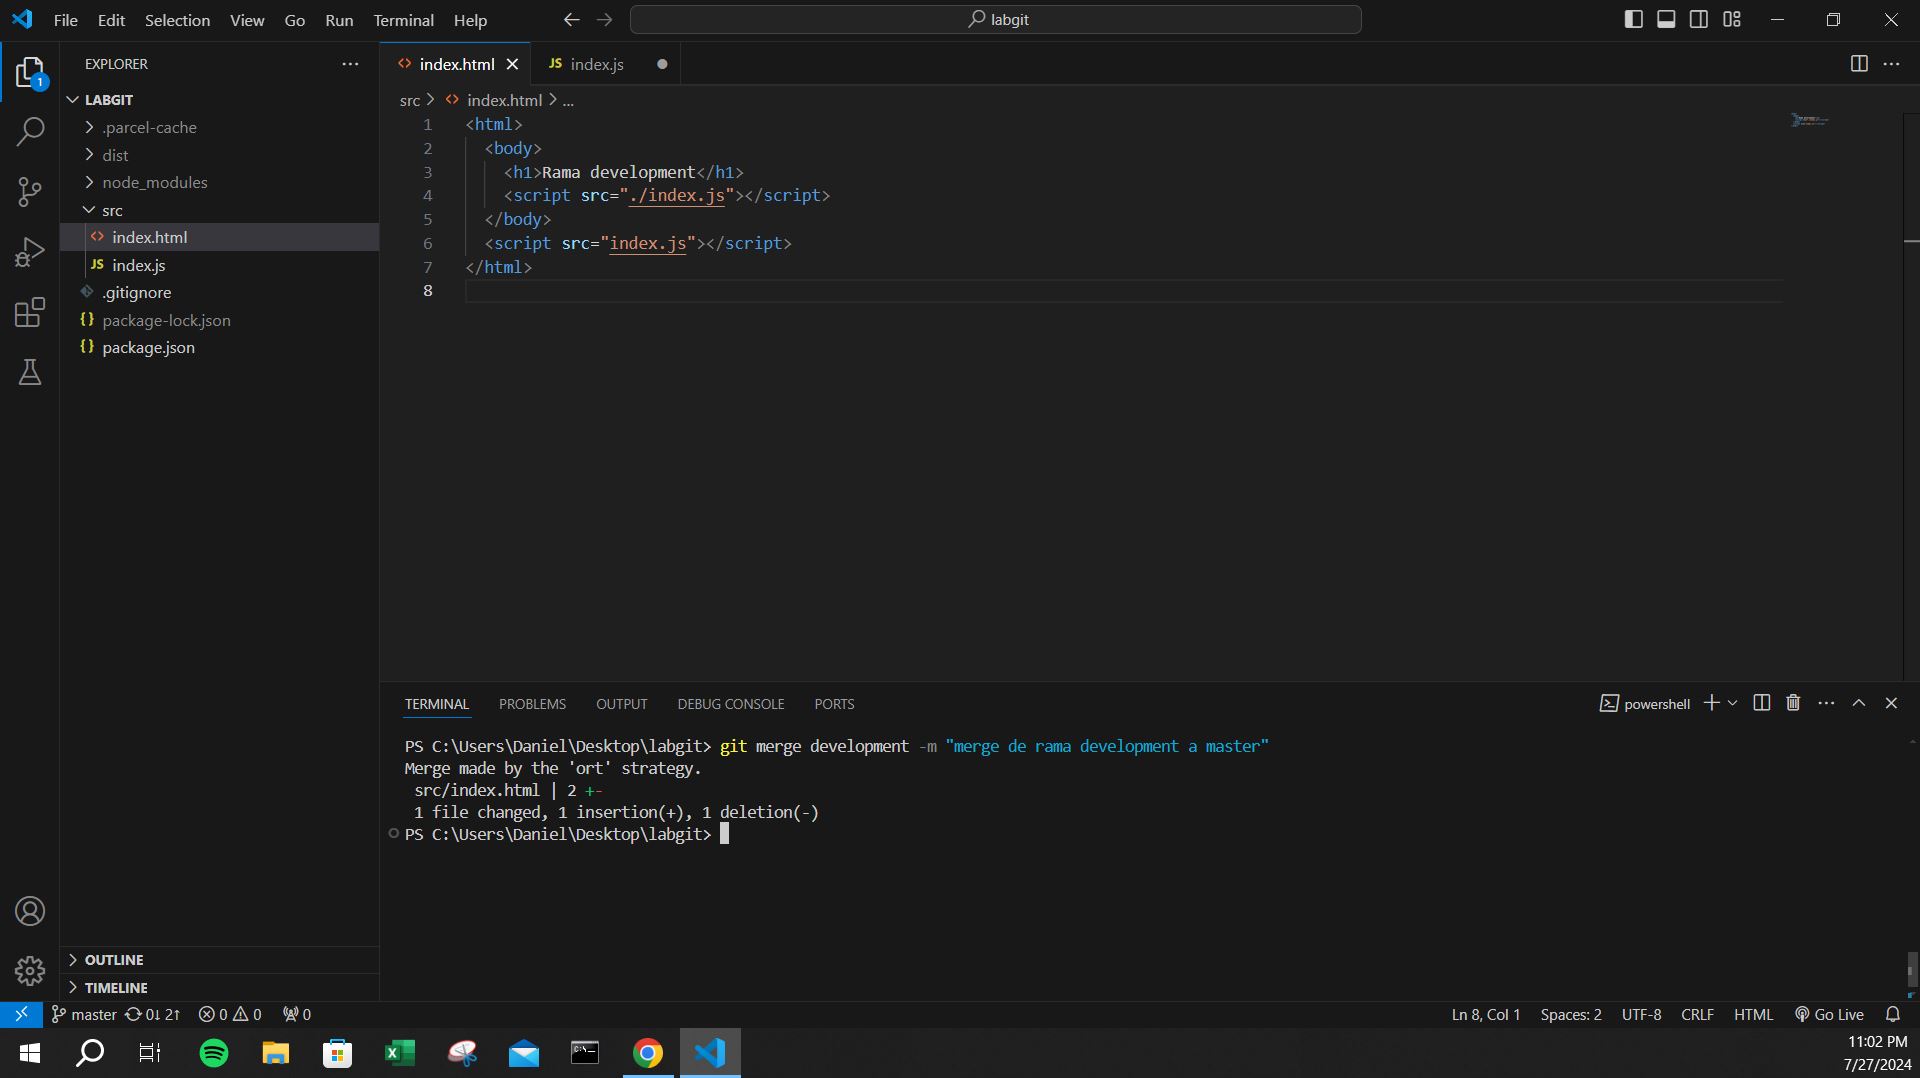 File Edit Selection View Go Run Terminal Help
labgit
EXPLORER
LABGIT
.parcel-cache
dist
node_modules
src
<> index.html
JS index.js
.gitignore
{} package-lock.json
{} package.json
OUTLINE
TIMELINE
<> index.html
JS index.js
src > <> index.html > ...
1 <html>
2 <body>
3 <h1>Rama development</h1>
4 <script src="./index.js"></script>
5 </body>
6 <script src="index.js"></script>
7 </html>
8
TERMINAL PROBLEMS OUTPUT DEBUG CONSOLE PORTS
powershell
PS C:\Users\Daniel\Desktop\labgit> git merge development -m "merge de rama development a master"
Merge made by the 'ort' strategy.
src/index.html | 2 +-
1 file changed, 1 insertion(+), 1 deletion(-)
PS C:\Users\Daniel\Desktop\labgit>
1
master 0↓ 2↑ 0 0 0
Ln 8, Col 1 Spaces: 2 UTF-8 CRLF HTML Go Live
11:02 PM
7/27/2024